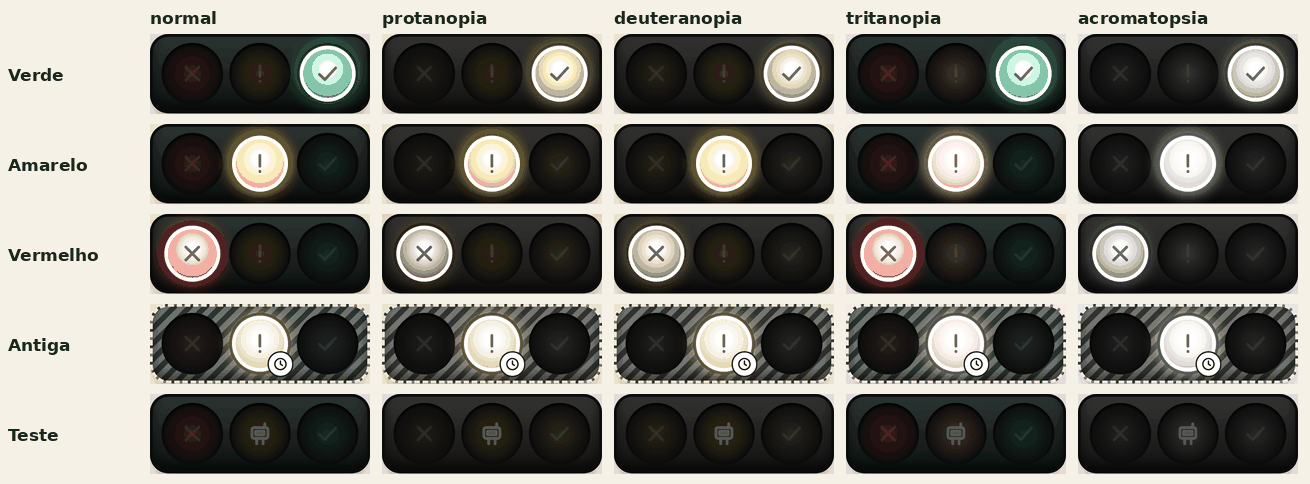 normal protanopia deuteranopia tritanopia acromatopsia
Verde
Amarelo
Vermelho
Antiga
Teste